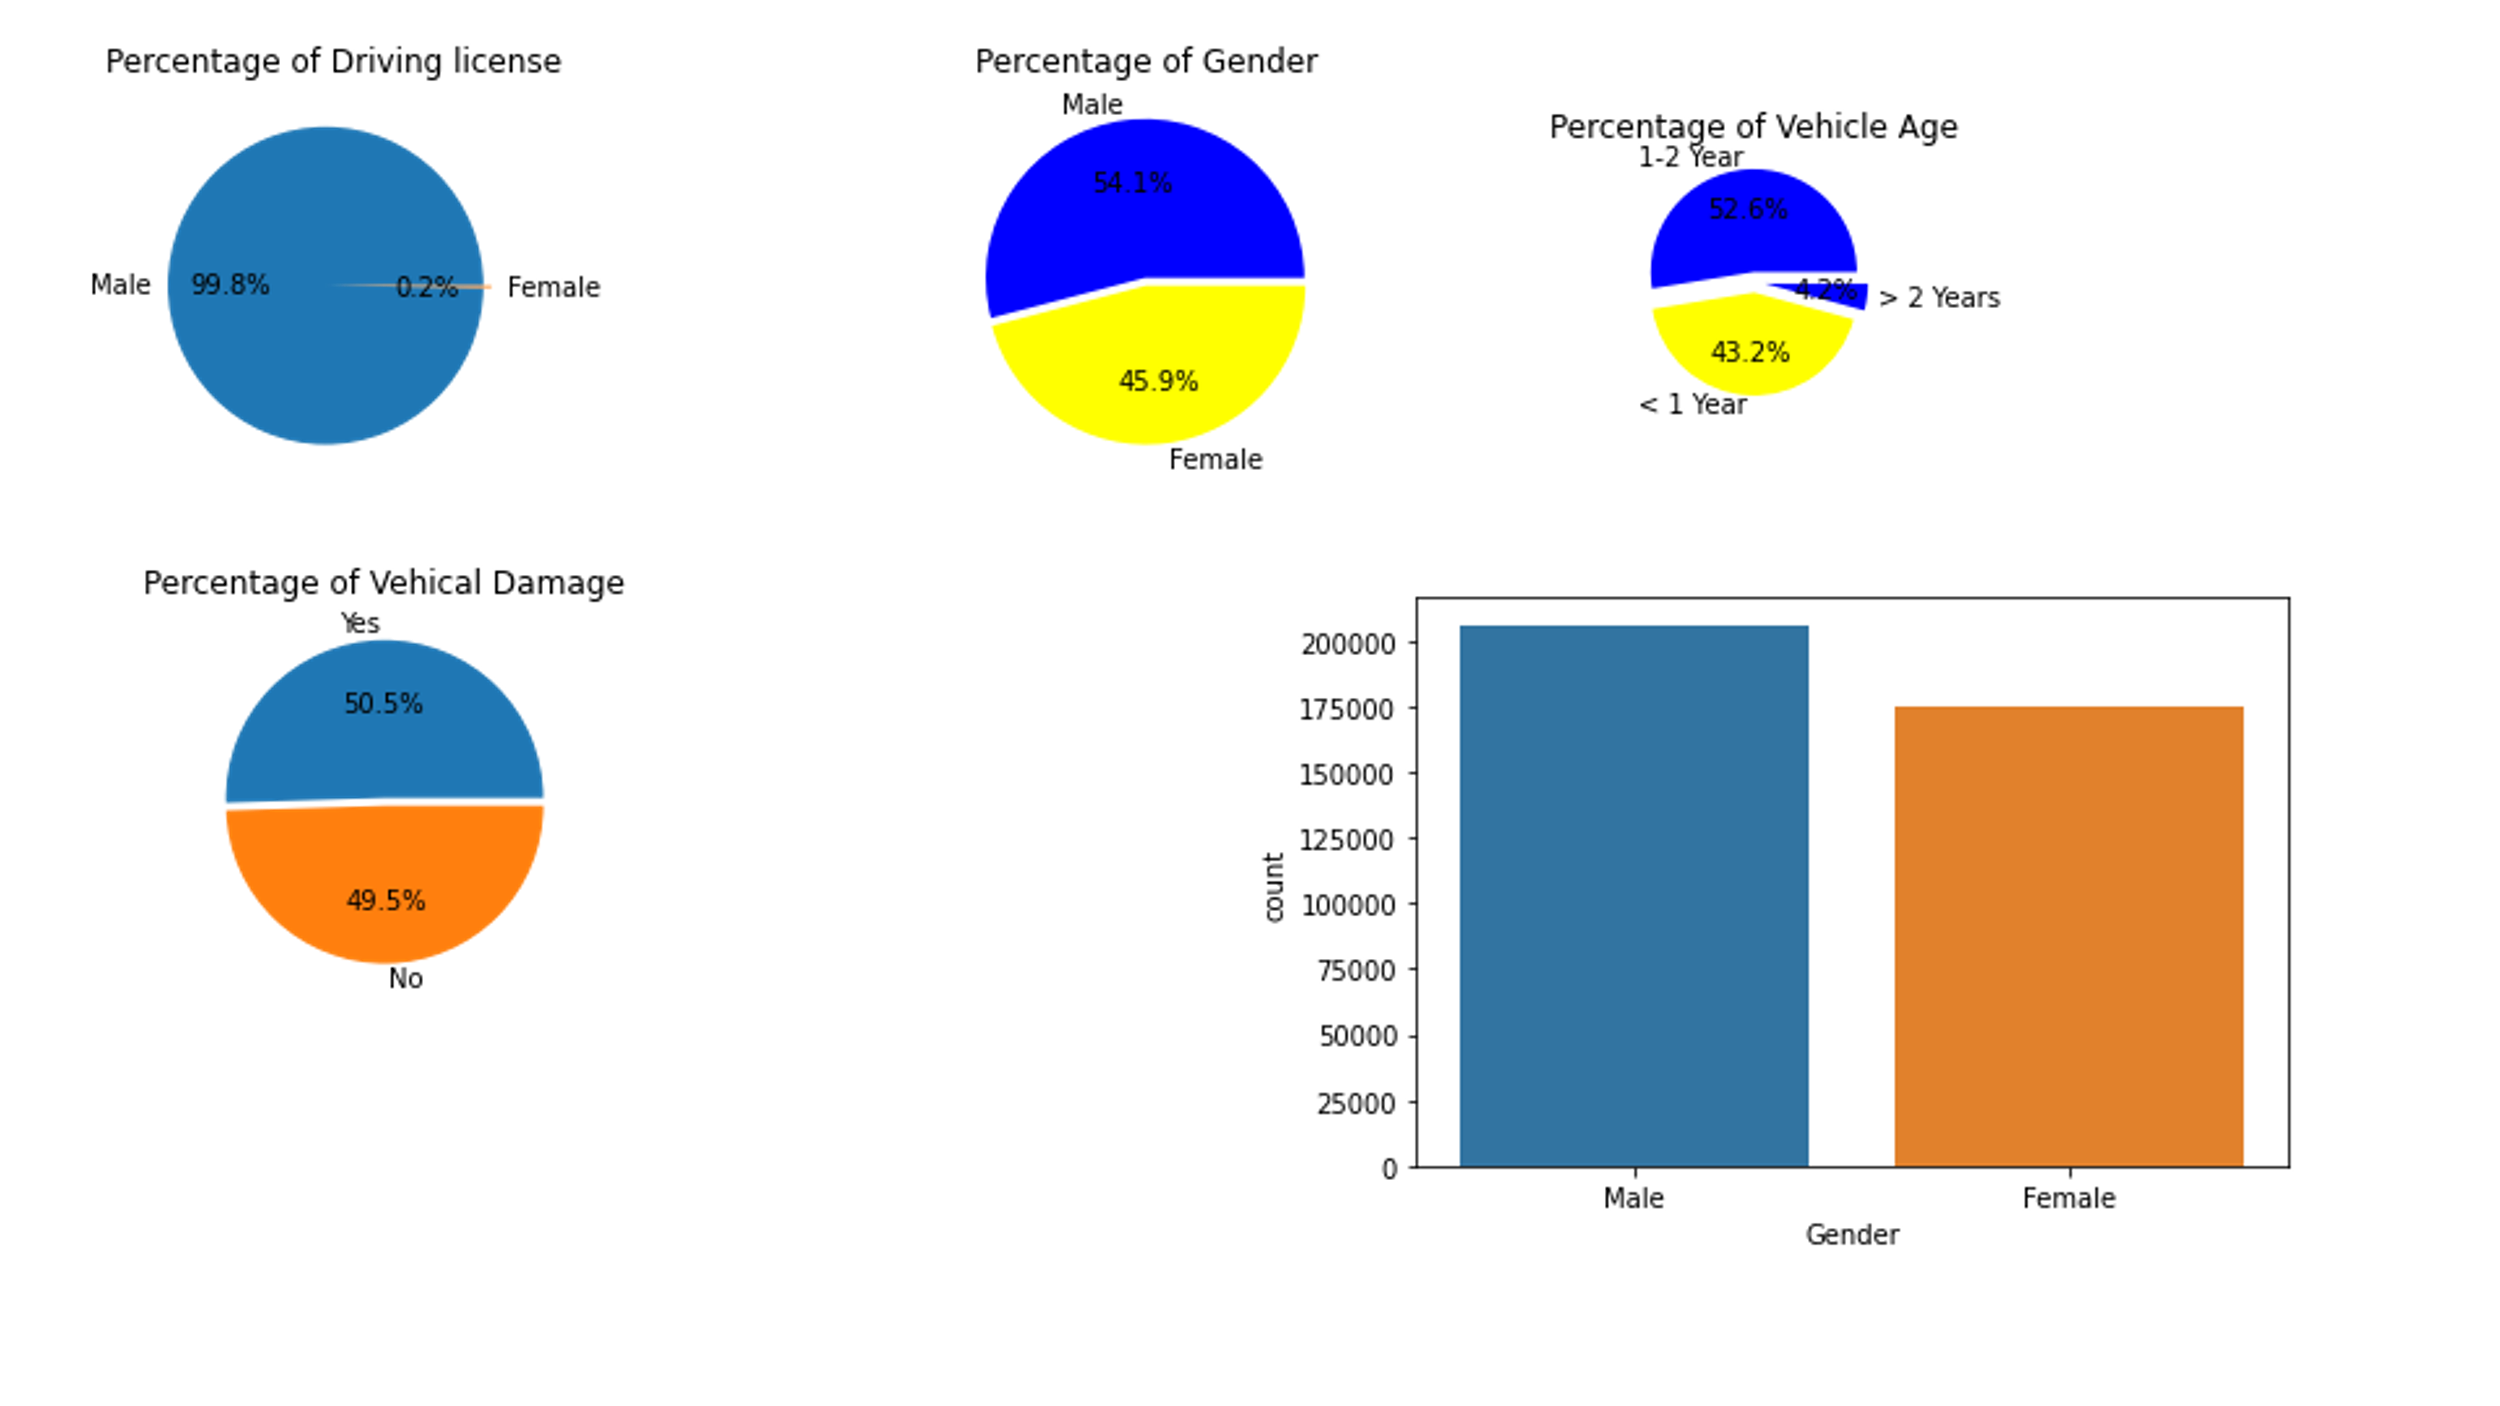 Percentage of Driving license
Male
99.8%
0.2%
Female
Percentage of Gender
Male
54.1%
45.9%
Female
Percentage of Vehicle Age
1-2 Year
52.6%
4.2%
> 2 Years
43.2%
< 1 Year
Percentage of Vehical Damage
Yes
50.5%
49.5%
No
200000
175000
150000
125000
100000
75000
50000
25000
0
count
Male
Female
Gender